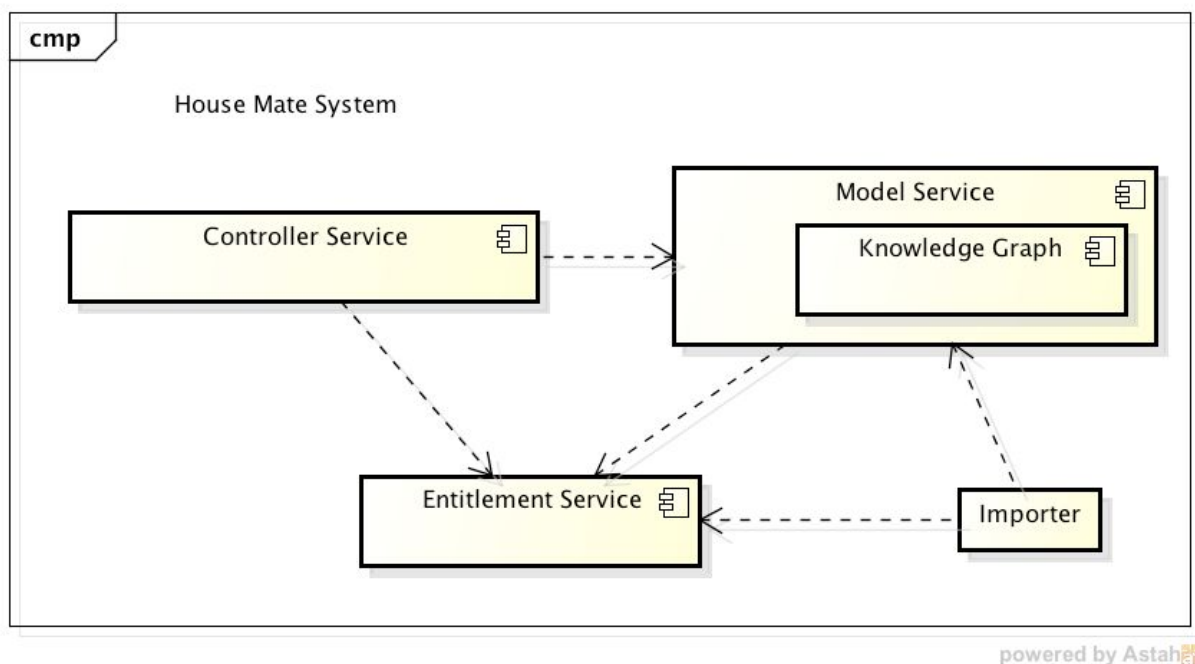 cmp
House Mate System
Model Service
Controller Service
Knowledge Graph
Entitlement Service
Importer
powered by Astah